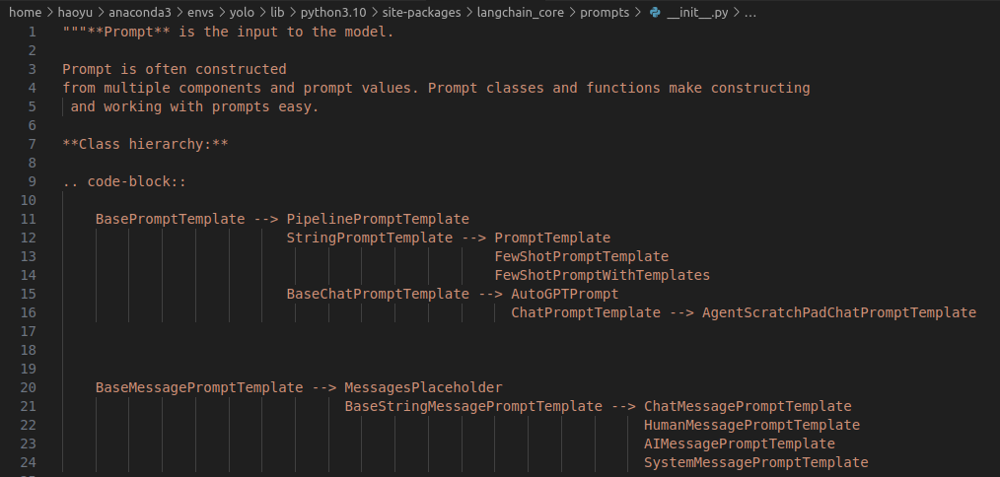 home > haoyu > anaconda3 > envs > yolo > lib > python3.10 > site-packages > langchain_core > prompts > __init__.py > ...
1 """**Prompt** is the input to the model.
2
3 Prompt is often constructed
4 from multiple components and prompt values. Prompt classes and functions make constructing
5 and working with prompts easy.
6
7 **Class hierarchy:**
8
9 .. code-block::
10
11 BasePromptTemplate --> PipelinePromptTemplate
12 StringPromptTemplate --> PromptTemplate
13 FewShotPromptTemplate
14 FewShotPromptWithTemplates
15 BaseChatPromptTemplate --> AutoGPTPrompt
16 ChatPromptTemplate --> AgentScratchPadChatPromptTemplate
17
18
19
20 BaseMessagePromptTemplate --> MessagesPlaceholder
21 BaseStringMessagePromptTemplate --> ChatMessagePromptTemplate
22 HumanMessagePromptTemplate
23 AIMessagePromptTemplate
24 SystemMessagePromptTemplate